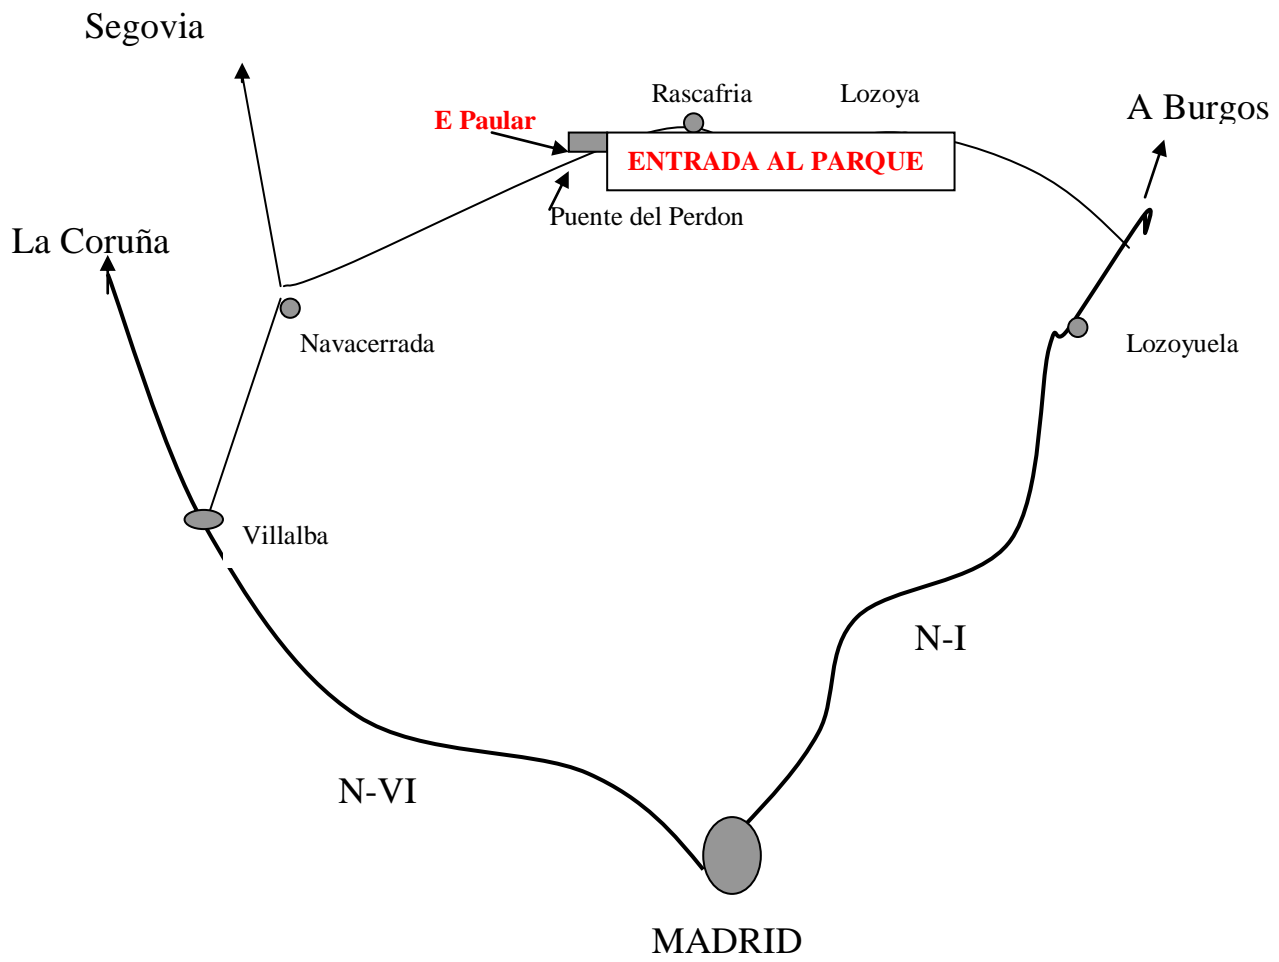 Segovia
Rascafria
Lozoya
A Burgos
E Paular
ENTRADA AL PARQUE
Puente del Perdon
La Coruña
Navacerrada
Lozoyuela
Villalba
N-I
N-VI
MADRID